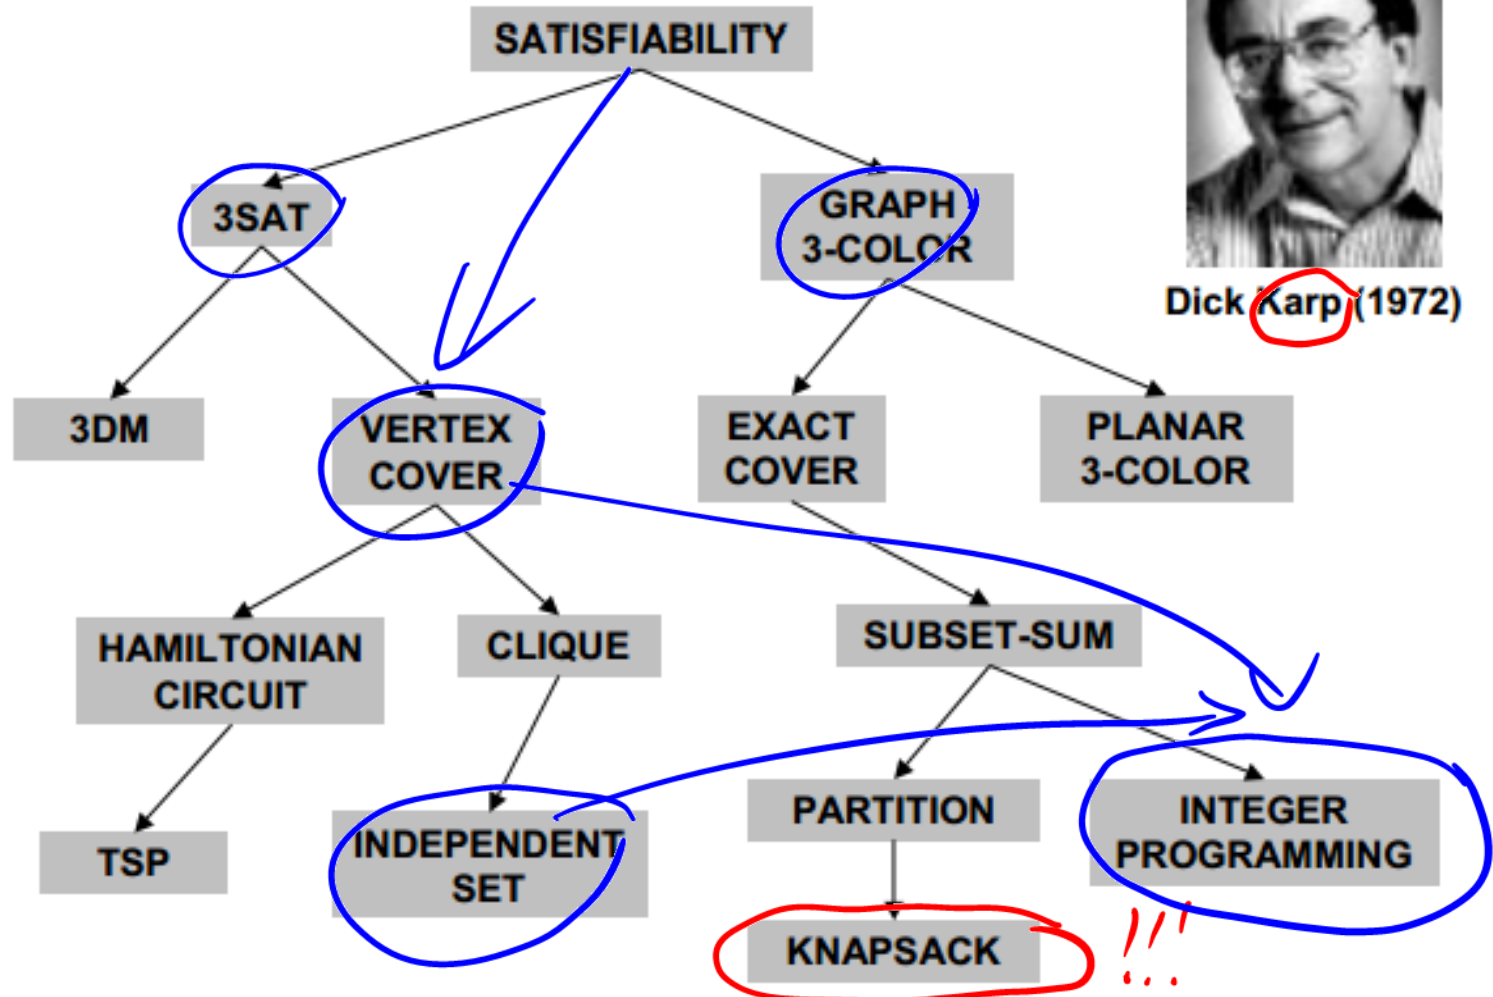 SATISFIABILITY
3SAT
GRAPH
3-COLOR
Dick Karp (1972)
3DM
VERTEX
COVER
EXACT
COVER
PLANAR
3-COLOR
HAMILTONIAN
CIRCUIT
CLIQUE
SUBSET-SUM
TSP
INDEPENDENT
SET
PARTITION
INTEGER
PROGRAMMING
KNAPSACK
!!!